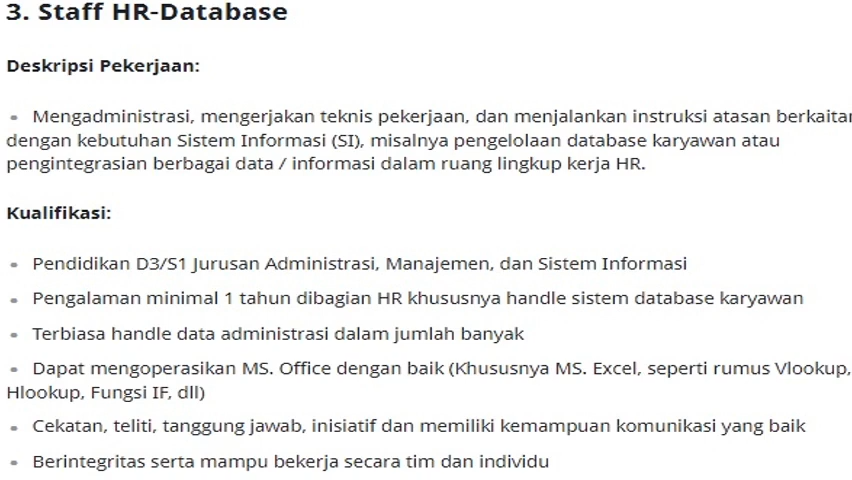 3. Staff HR-Database
Deskripsi Pekerjaan:
Mengadministrasi, mengerjakan teknis pekerjaan, dan menjalankan instruksi atasan berkaitan
dengan kebutuhan Sistem Informasi (SI), misalnya pengelolaan database karyawan atau
pengintegrasian berbagai data / informasi dalam ruang lingkup kerja HR.
Kualifikasi:
Pendidikan D3/S1 Jurusan Administrasi, Manajemen, dan Sistem Informasi
Pengalaman minimal 1 tahun dibagian HR khususnya handle sistem database karyawan
Terbiasa handle data administrasi dalam jumlah banyak
Dapat mengoperasikan MS. Office dengan baik (Khususnya MS. Excel, seperti rumus Vlookup,
Hlookup, Fungsi IF, dll)
Cekatan, teliti, tanggung jawab, inisiatif dan memiliki kemampuan komunikasi yang baik
Berintegritas serta mampu bekerja secara tim dan individu